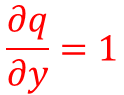 ∂q/∂y = 1